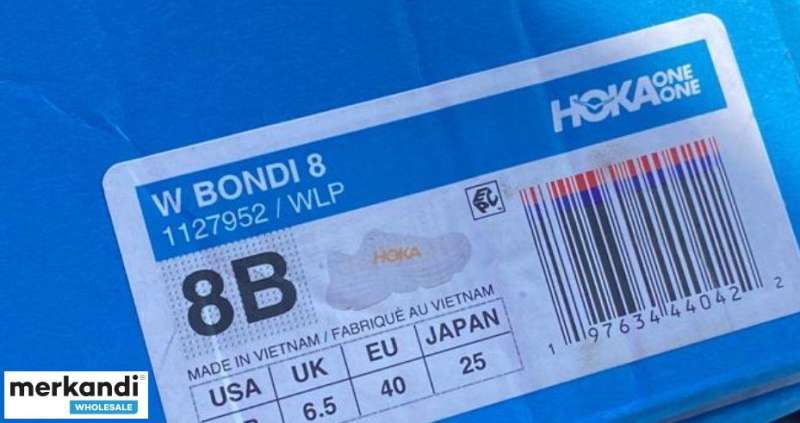 HOKA ONE ONE
W BONDI 8
1127952 / WLP
8B
HOKA
MADE IN VIETNAM / FABRIQUÉ AU VIETNAM
USA UK EU JAPAN
6.5 40 25
1 97634 44042 2
merkandi®
WHOLESALE